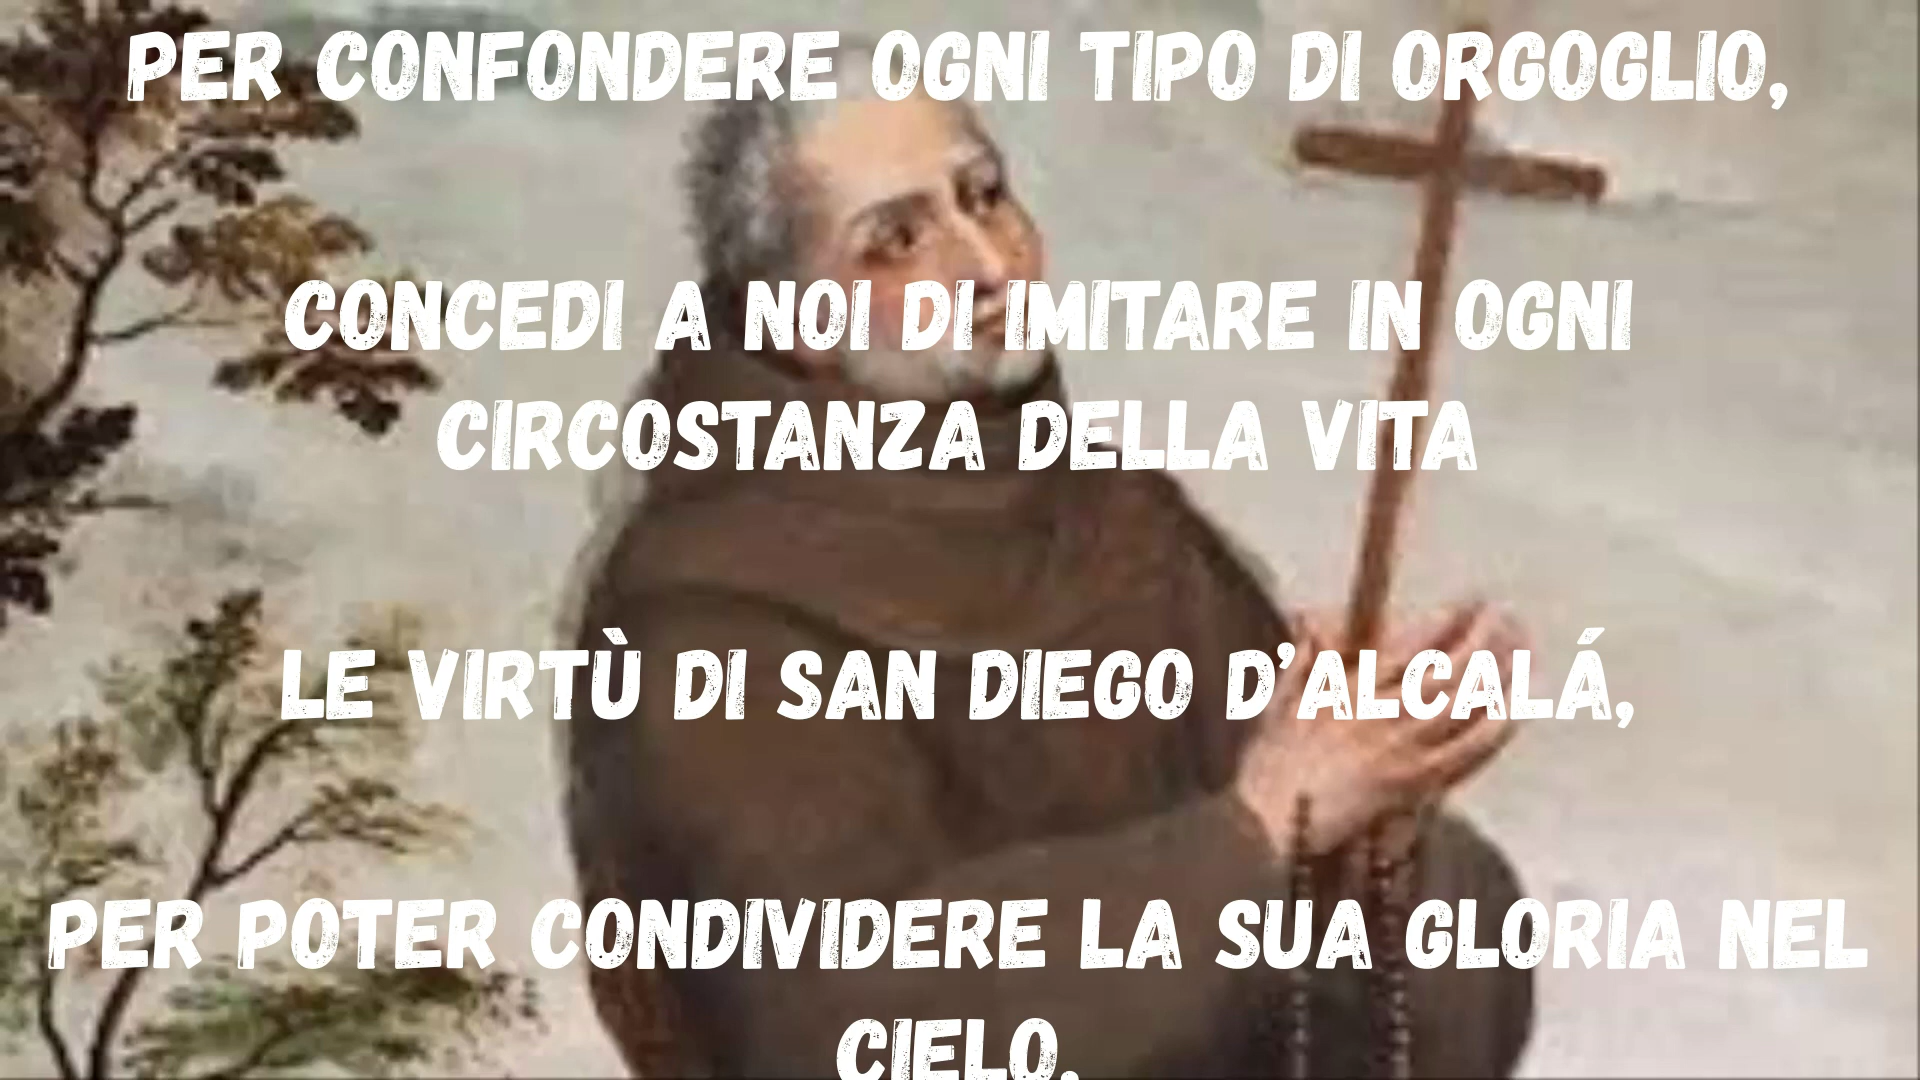 PER CONFONDERE OGNI TIPO DI ORGOGLIO,
CONCEDI A NOI DI IMITARE IN OGNI
CIRCOSTANZA DELLA VITA
LE VIRTÙ DI SAN DIEGO D’ALCALÁ,
PER POTER CONDIVIDERE LA SUA GLORIA NEL
CIELO.